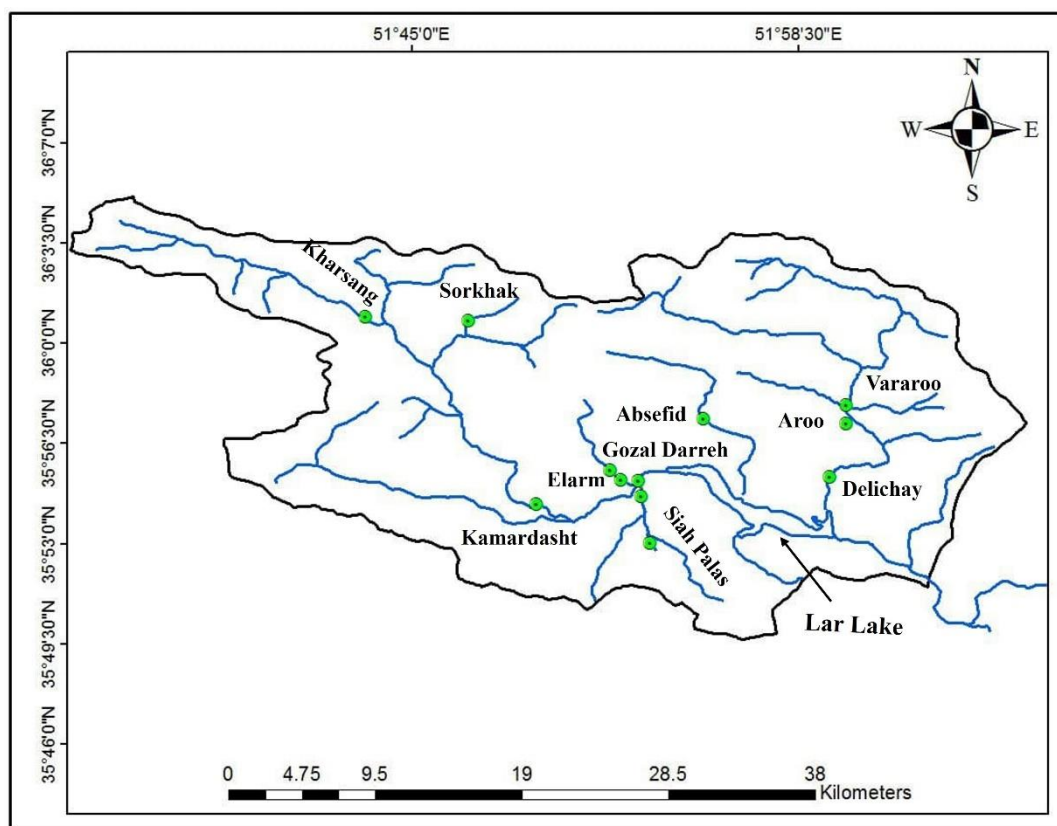 51°45'0"E
51°58'30"E
N
W
E
S
36°7'0"N
36°3'30"N
36°0'0"N
35°56'30"N
35°53'0"N
35°49'30"N
35°46'0"N
Kharsang
Sorkhak
Vararoo
Absefid
Aroo
Gozal Darreh
Elarm
Delichay
Kamardasht
Siah Palas
Lar Lake
0 4.75 9.5 19 28.5 38
Kilometers